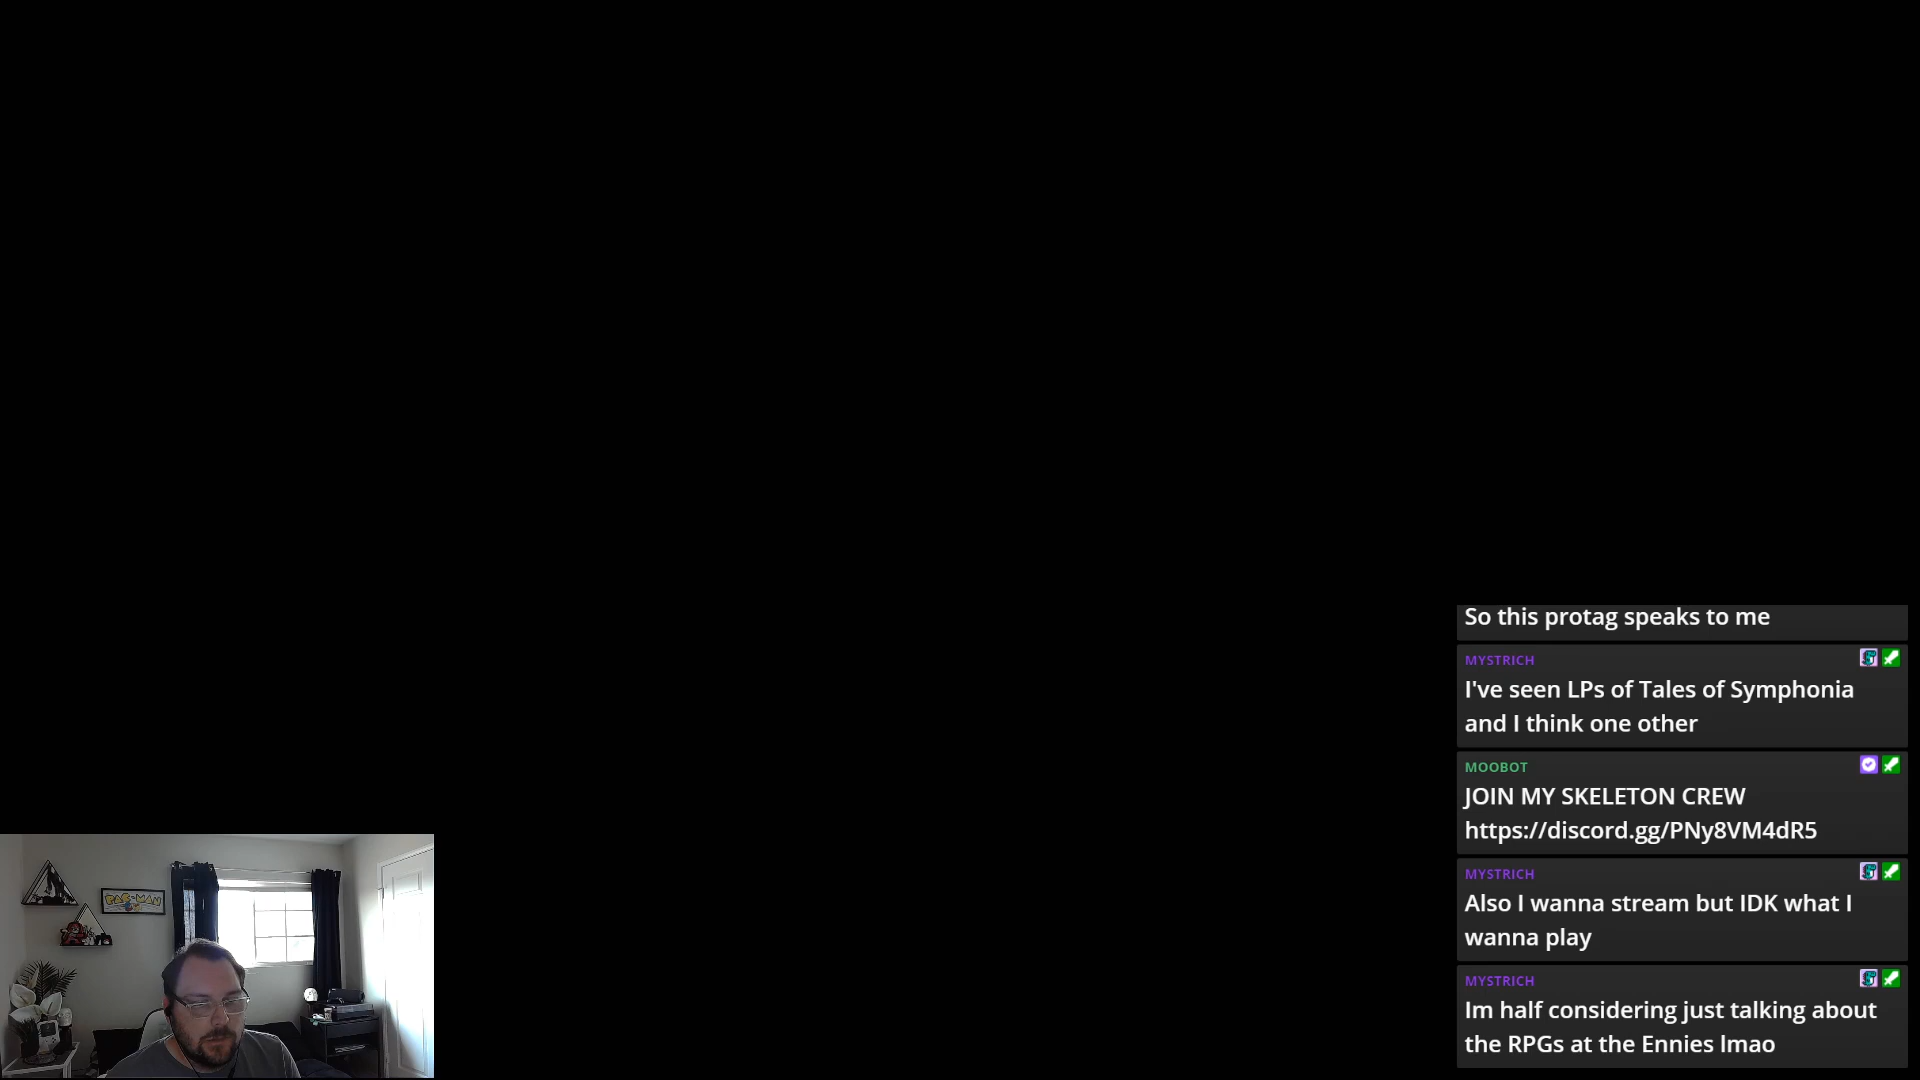 So this protag speaks to me
MYSTRICH
I've seen LPs of Tales of Symphonia
and I think one other
MOOBOT
JOIN MY SKELETON CREW
https://discord.gg/PNy8VM4dR5
MYSTRICH
Also I wanna stream but IDK what I
wanna play
MYSTRICH
Im half considering just talking about
the RPGs at the Ennies lmao
PAC-MAN